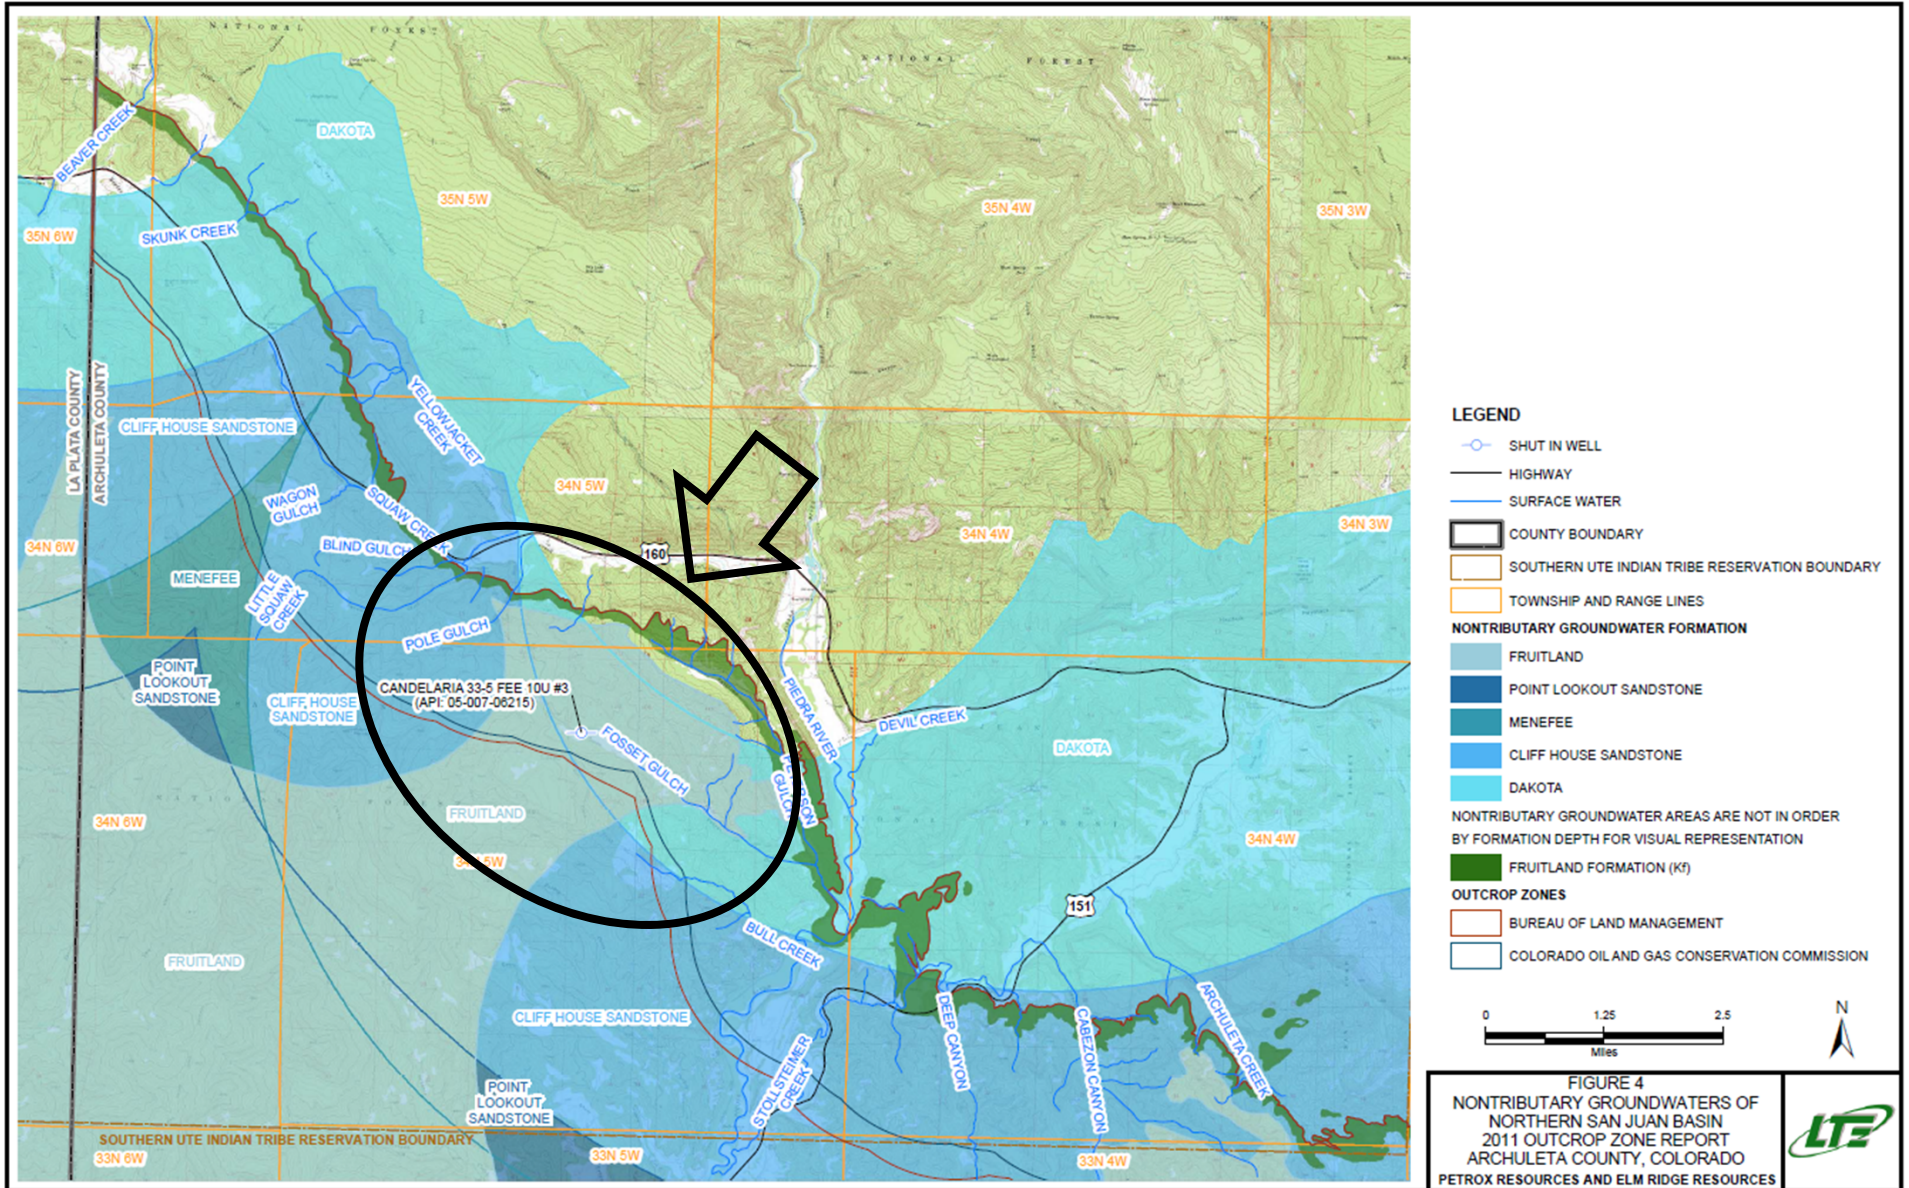 NATIONAL FOREST
NATIONAL FOREST
BEAVER CREEK
DAKOTA
35N 5W
35N 4W
35N 3W
35N 6W
SKUNK CREEK
LA PLATA COUNTY
ARCHULETA COUNTY
CLIFF HOUSE SANDSTONE
YELLOWJACKET
CREEK
WAGON
GULCH
SQUAW CREEK
34N 5W
34N 4W
34N 3W
34N 6W
BLIND GULCH
160
MENEFEE
LITTLE
SQUAW
CREEK
POLE GULCH
POINT
LOOKOUT
SANDSTONE
CLIFF HOUSE
SANDSTONE
CANDELARIA 33-5 FEE 10U #3
(API: 05-007-06215)
FOSSET GULCH
PIEDRA RIVER
DEVIL CREEK
DAKOTA
GULCH
NATIONAL
FRUITLAND
34N 6W
5W
34N 4W
151
FRUITLAND
BULL CREEK
CLIFF HOUSE SANDSTONE
STOLLSTEIMER
CREEK
DEEP CANYON
CABEZON CANYON
ARCHULETA CREEK
POINT
LOOKOUT
SANDSTONE
SOUTHERN UTE INDIAN TRIBE RESERVATION BOUNDARY
33N 6W
33N 5W
33N 4W
LEGEND
SHUT IN WELL
HIGHWAY
SURFACE WATER
COUNTY BOUNDARY
SOUTHERN UTE INDIAN TRIBE RESERVATION BOUNDARY
TOWNSHIP AND RANGE LINES
NONTRIBUTARY GROUNDWATER FORMATION
FRUITLAND
POINT LOOKOUT SANDSTONE
MENEFEE
CLIFF HOUSE SANDSTONE
DAKOTA
NONTRIBUTARY GROUNDWATER AREAS ARE NOT IN ORDER
BY FORMATION DEPTH FOR VISUAL REPRESENTATION
FRUITLAND FORMATION (Kf)
OUTCROP ZONES
BUREAU OF LAND MANAGEMENT
COLORADO OIL AND GAS CONSERVATION COMMISSION
0 1.25 2.5
Miles
N
FIGURE 4
NONTRIBUTARY GROUNDWATERS OF
NORTHERN SAN JUAN BASIN
2011 OUTCROP ZONE REPORT
ARCHULETA COUNTY, COLORADO
PETROX RESOURCES AND ELM RIDGE RESOURCES
LTE